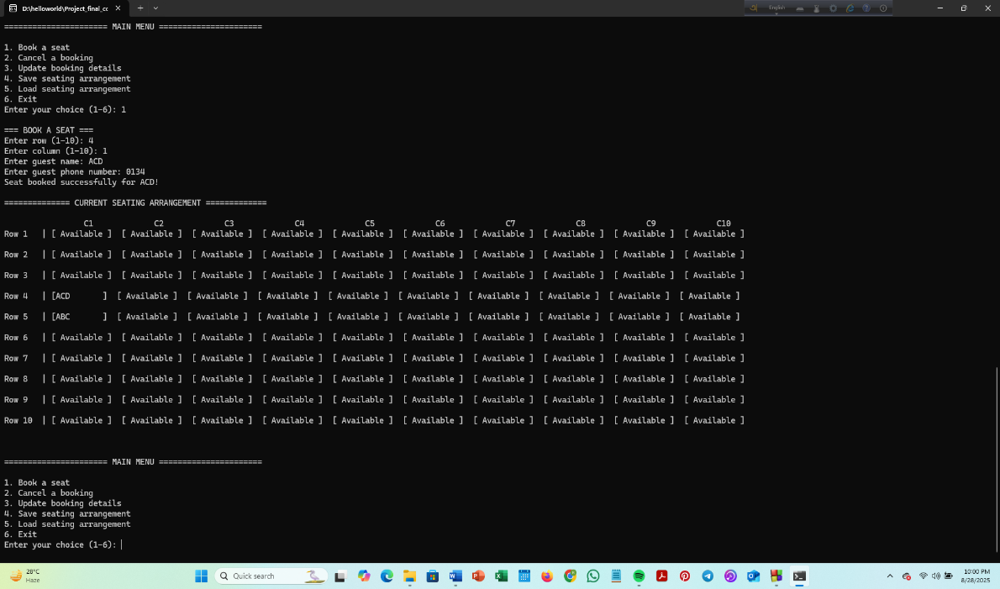 D:\helloworld\Project_final_cc
English
====================== MAIN MENU ======================
1. Book a seat
2. Cancel a booking
3. Update booking details
4. Save seating arrangement
5. Load seating arrangement
6. Exit
Enter your choice (1-6): 1
=== BOOK A SEAT ===
Enter row (1-10): 4
Enter column (1-10): 1
Enter guest name: ACD
Enter guest phone number: 0134
Seat booked successfully for ACD!
============== CURRENT SEATING ARRANGEMENT =============
C1 C2 C3 C4 C5 C6 C7 C8 C9 C10
Row 1 | [ Available ] [ Available ] [ Available ] [ Available ] [ Available ] [ Available ] [ Available ] [ Available ] [ Available ] [ Available ]
Row 2 | [ Available ] [ Available ] [ Available ] [ Available ] [ Available ] [ Available ] [ Available ] [ Available ] [ Available ] [ Available ]
Row 3 | [ Available ] [ Available ] [ Available ] [ Available ] [ Available ] [ Available ] [ Available ] [ Available ] [ Available ] [ Available ]
Row 4 | [ACD ] [ Available ] [ Available ] [ Available ] [ Available ] [ Available ] [ Available ] [ Available ] [ Available ] [ Available ]
Row 5 | [ABC ] [ Available ] [ Available ] [ Available ] [ Available ] [ Available ] [ Available ] [ Available ] [ Available ] [ Available ]
Row 6 | [ Available ] [ Available ] [ Available ] [ Available ] [ Available ] [ Available ] [ Available ] [ Available ] [ Available ] [ Available ]
Row 7 | [ Available ] [ Available ] [ Available ] [ Available ] [ Available ] [ Available ] [ Available ] [ Available ] [ Available ] [ Available ]
Row 8 | [ Available ] [ Available ] [ Available ] [ Available ] [ Available ] [ Available ] [ Available ] [ Available ] [ Available ] [ Available ]
Row 9 | [ Available ] [ Available ] [ Available ] [ Available ] [ Available ] [ Available ] [ Available ] [ Available ] [ Available ] [ Available ]
Row 10 | [ Available ] [ Available ] [ Available ] [ Available ] [ Available ] [ Available ] [ Available ] [ Available ] [ Available ] [ Available ]
====================== MAIN MENU ======================
1. Book a seat
2. Cancel a booking
3. Update booking details
4. Save seating arrangement
5. Load seating arrangement
6. Exit
Enter your choice (1-6):
28°C
Haze
Quick search
10:00 PM
8/28/2025